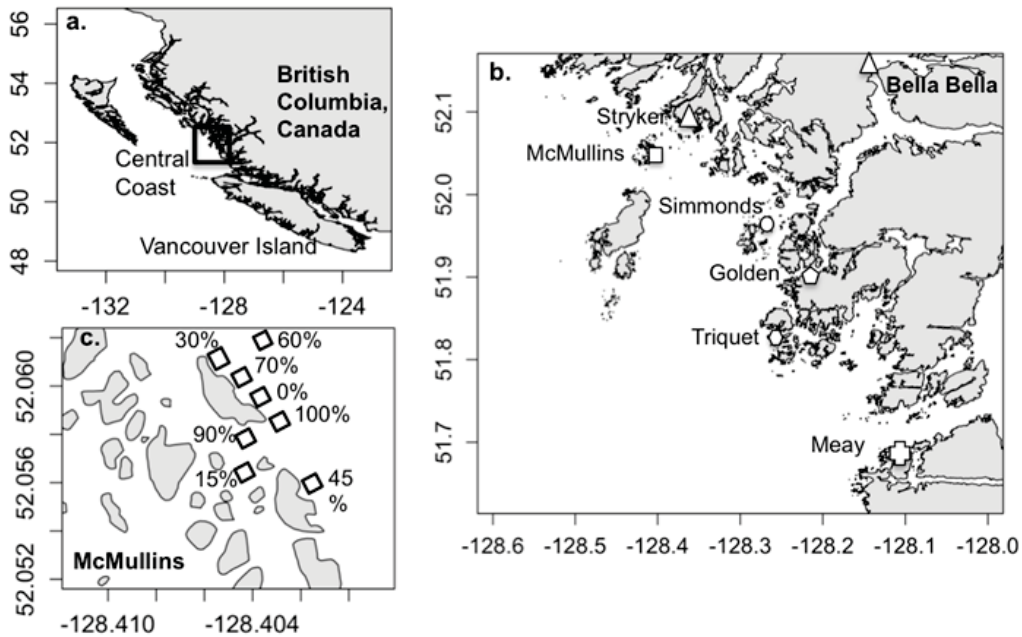 a.
British
Columbia,
Canada
Central
Coast
Vancouver Island
56
54
52
50
48
-132
-128
-124
b.
Bella Bella
Stryker
McMullins
Simmonds
Golden
Triquet
Meay
52.1
52.0
51.9
51.8
51.7
-128.6
-128.5
-128.4
-128.3
-128.2
-128.1
-128.0
c.
30%
60%
70%
0%
100%
90%
15%
45
%
McMullins
52.060
52.056
52.052
-128.410
-128.404